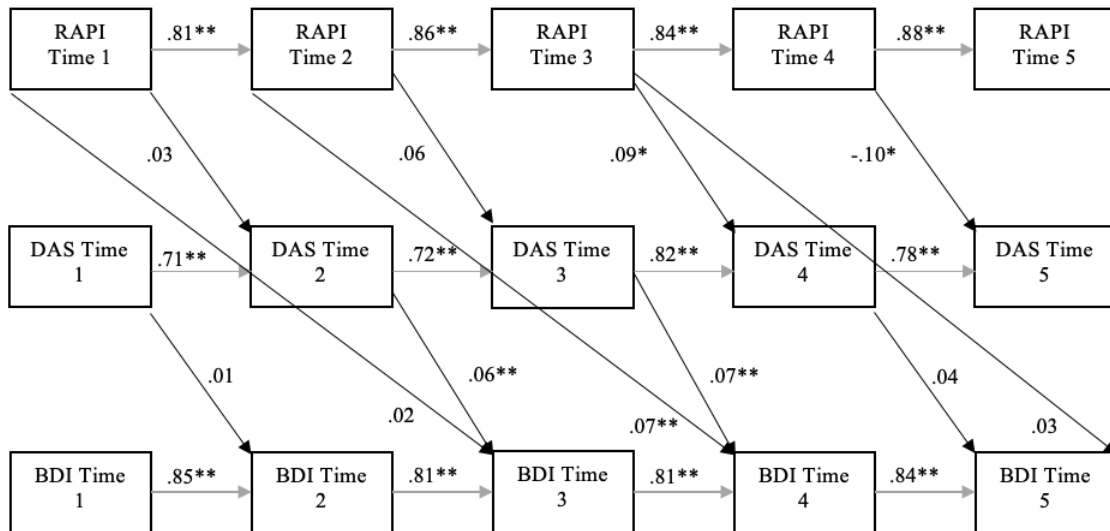 RAPI
Time 1
.81**
RAPI
Time 2
.86**
RAPI
Time 3
.84**
RAPI
Time 4
.88**
RAPI
Time 5
.03
.06
.09*
-.10*
DAS Time
1
.71**
DAS Time
2
.72**
DAS Time
3
.82**
DAS Time
4
.78**
DAS Time
5
.01
.02
.06**
.07**
.07**
.04
.03
BDI Time
1
.85**
BDI Time
2
.81**
BDI Time
3
.81**
BDI Time
4
.84**
BDI Time
5